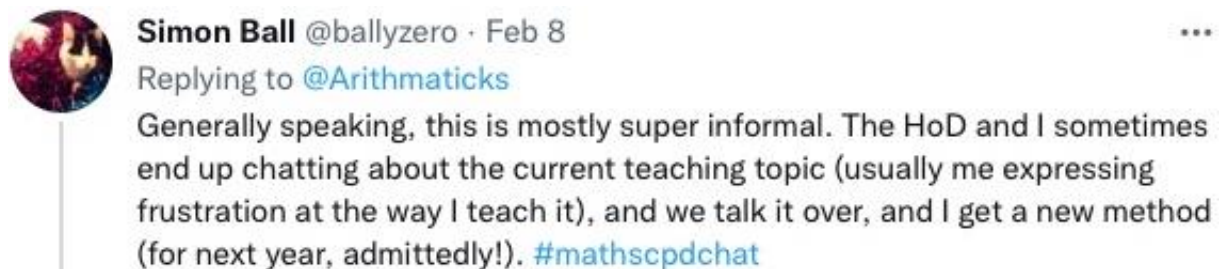 Simon Ball @ballyzero · Feb 8
Replying to @Arithmaticks
Generally speaking, this is mostly super informal. The HoD and I sometimes
end up chatting about the current teaching topic (usually me expressing
frustration at the way I teach it), and we talk it over, and I get a new method
(for next year, admittedly!). #mathscpdchat